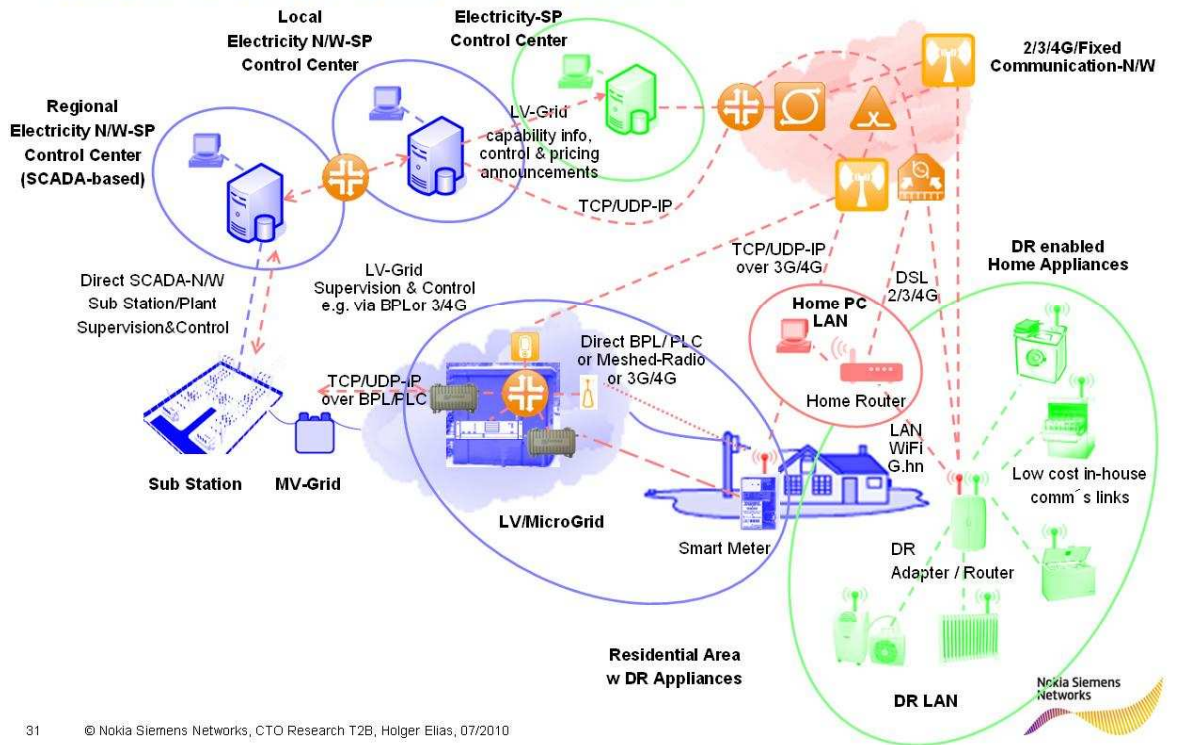 Local
Electricity N/W-SP
Control Center
Electricity-SP
Control Center
2/3/4G/Fixed
Communication-N/W
Regional
Electricity N/W-SP
Control Center
(SCADA-based)
LV-Grid
capability info,
control & pricing
announcements
TCP/UDP-IP
Direct SCADA-N/W
Sub Station/Plant
Supervision&Control
LV-Grid
Supervision & Control
e.g. via BPLor 3/4G
TCP/UDP-IP
over 3G/4G
DSL
2/3/4G
DR enabled
Home Appliances
Home PC
LAN
Home Router
Direct BPL/PLC
or Meshed-Radio
or 3G/4G
TCP/UDP-iP
over BPL/PLC
Sub Station
MV-Grid
LV/MicroGrid
Smart Meter
LAN
WiFi
G.hn
Low cost in-house
comm´s links
DR
Adapter / Router
Residential Area
w DR Appliances
DR LAN
Nokia Siemens
Networks
31
© Nokia Siemens Networks, CTO Research T2B, Holger Elias, 07/2010